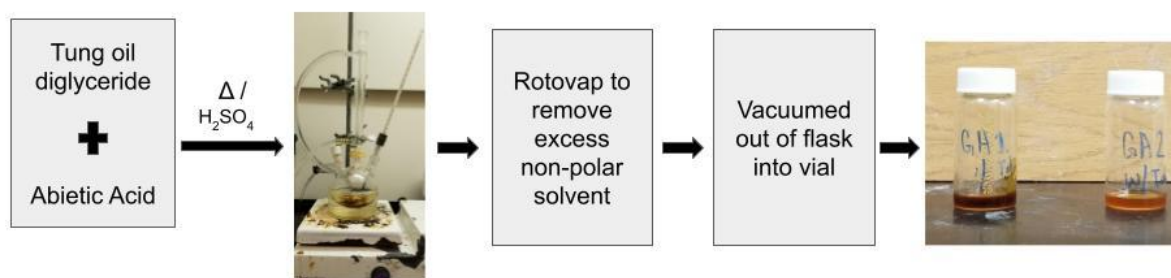 Tung oil
diglyceride
+
Abietic Acid
Δ /
H₂SO₄
Rotovap to
remove
excess
non-polar
solvent
Vacuumed
out of flask
into vial
GA1
GA2
W/